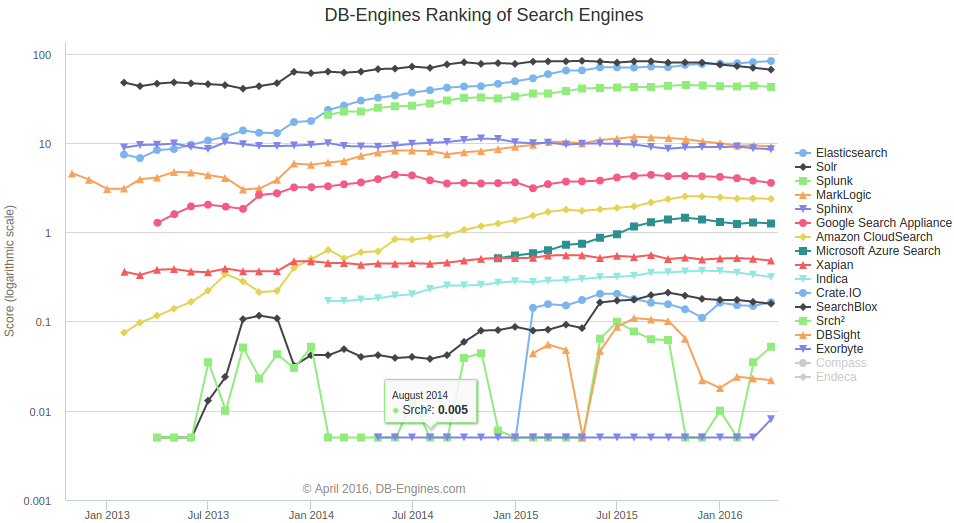 DB-Engines Ranking of Search Engines
100
10
1
0.1
0.01
0.001
Score (logarithmic scale)
Jan 2013
Jul 2013
Jan 2014
Jul 2014
Jan 2015
Jul 2015
Jan 2016
August 2014
Srch²: 0.005
© April 2016, DB-Engines.com
Elasticsearch
Solr
Splunk
MarkLogic
Sphinx
Google Search Appliance
Amazon CloudSearch
Microsoft Azure Search
Xapian
Indica
Crate.IO
SearchBlox
Srch²
DBSight
Exorbyte
Compass
Endeca